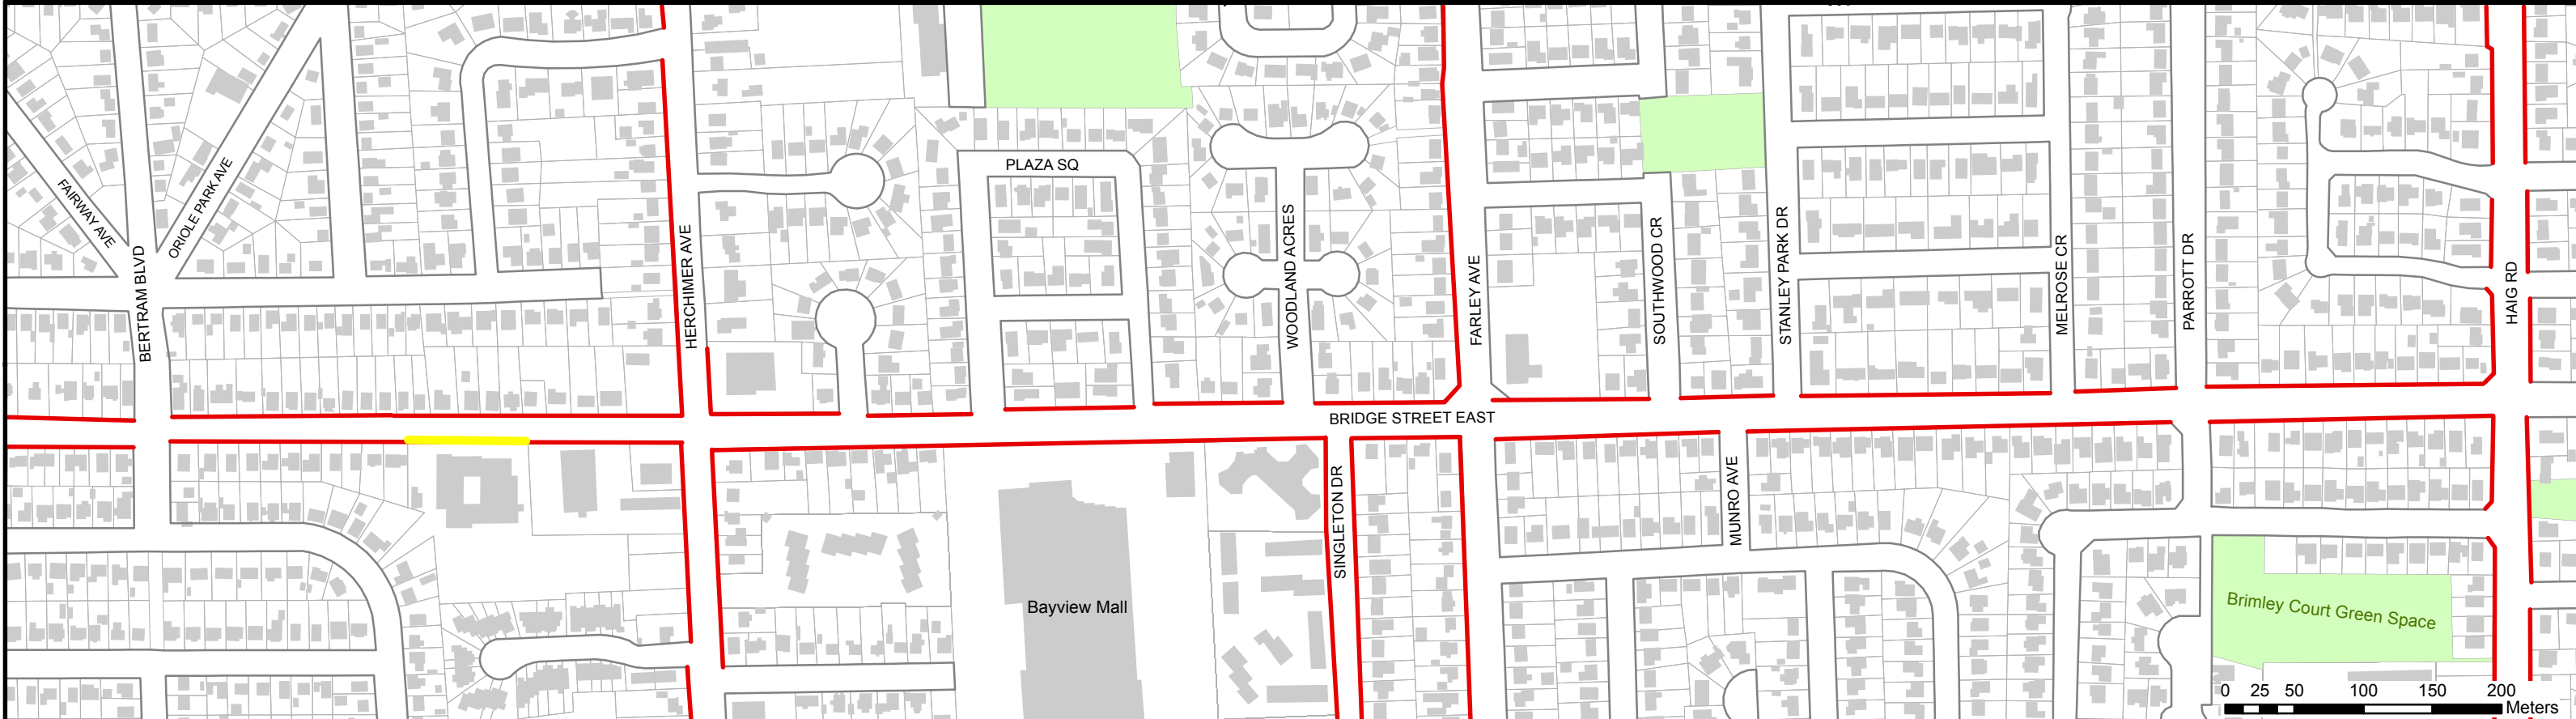 PLAZA SQ
FAIRWAY AVE
ORIOLE PARK AVE
BERTRAM BLVD
HERCHIMER AVE
WOODLAND ACRES
FARLEY AVE
SOUTHWOOD CR
STANLEY PARK DR
MELROSE CR
PARROTT DR
HAIG RD
BRIDGE STREET EAST
SINGLETON DR
MUNRO AVE
Bayview Mall
Brimley Court Green Space
0 25 50 100 150 200
Meters